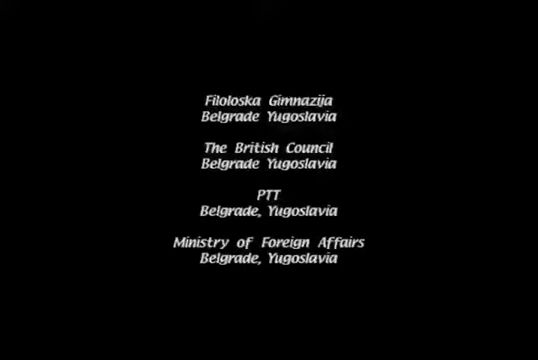 Filoloska Gimnazija
Belgrade Yugoslavia
The British Council
Belgrade Yugoslavia
PTT
Belgrade, Yugoslavia
Ministry of Foreign Affairs
Belgrade, Yugoslavia